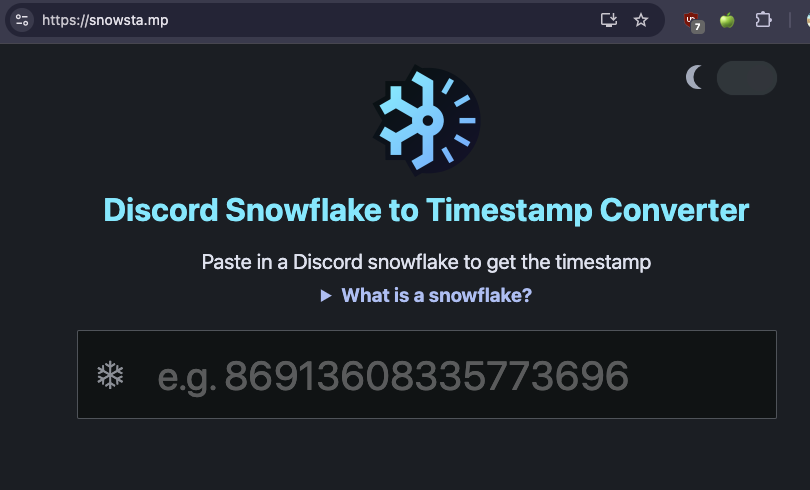 https://snowsta.mp
7
Discord Snowflake to Timestamp Converter
Paste in a Discord snowflake to get the timestamp
What is a snowflake?
e.g. 86913608335773696